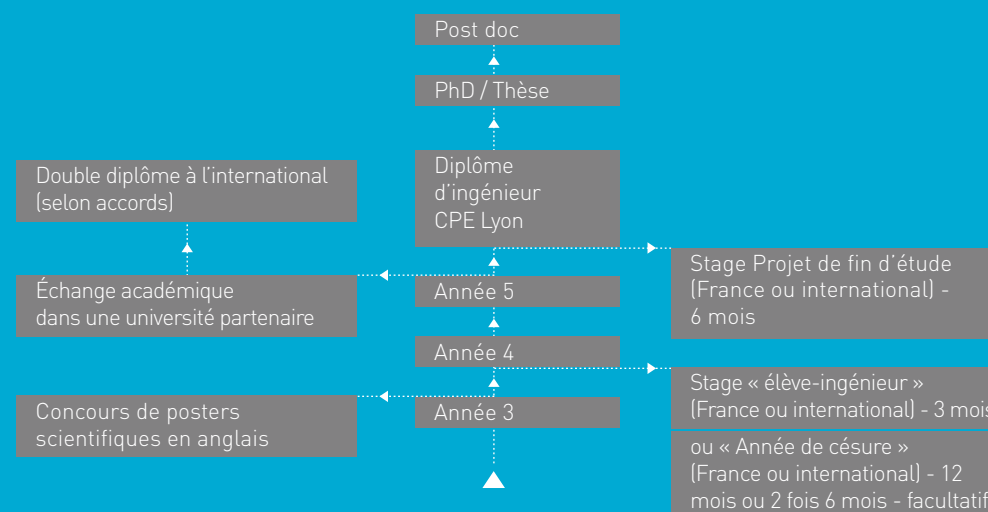 Post doc
PhD / Thèse
Diplôme
d'ingénieur
CPE Lyon
Double diplôme à l'international
(selon accords)
Échange académique
dans une université partenaire
Année 5
Stage Projet de fin d'étude
(France ou international) -
6 mois
Année 4
Stage « élève-ingénieur »
(France ou international) - 3 mois
Concours de posters
scientifiques en anglais
Année 3
ou « Année de césure »
(France ou international) - 12
mois ou 2 fois 6 mois - facultatif